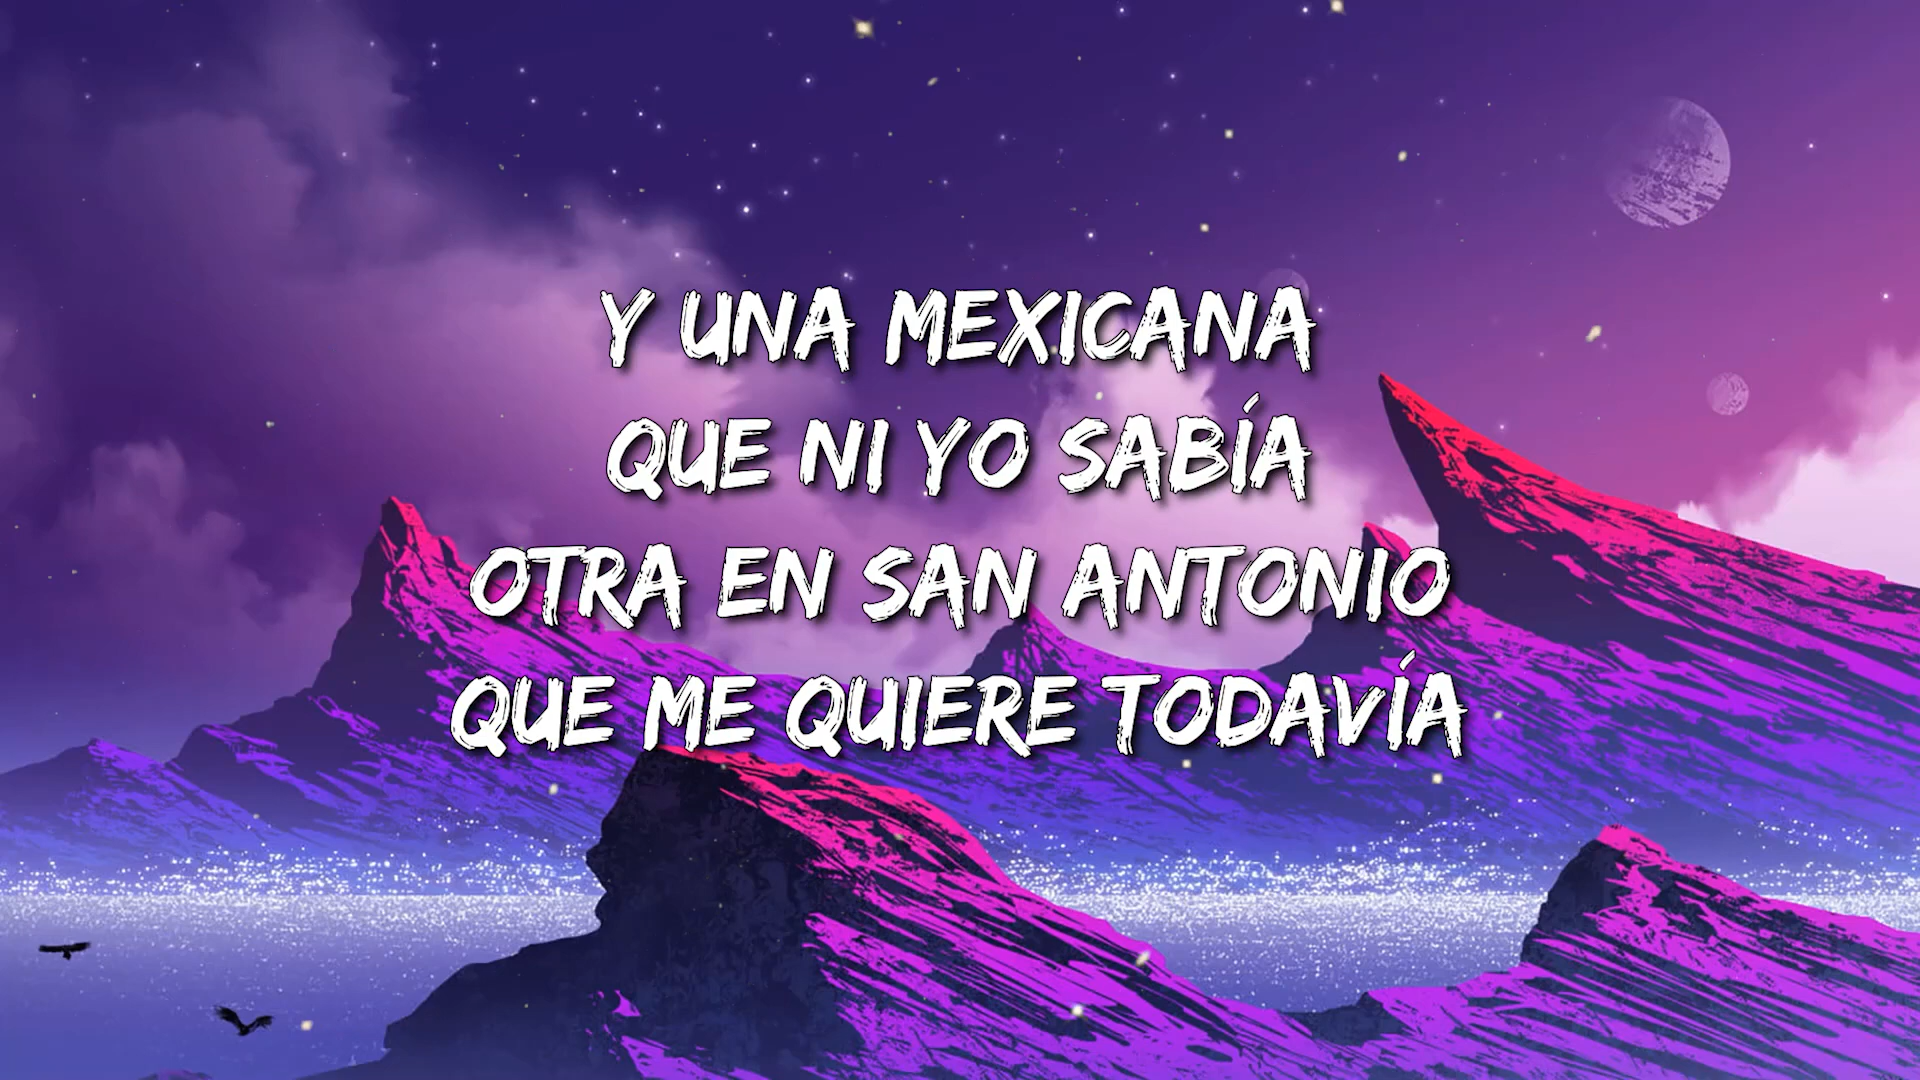 Y UNA MEXICANA
QUE NI YO SABÍA
OTRA EN SAN ANTONIO
QUE ME QUIERE TODAVÍA